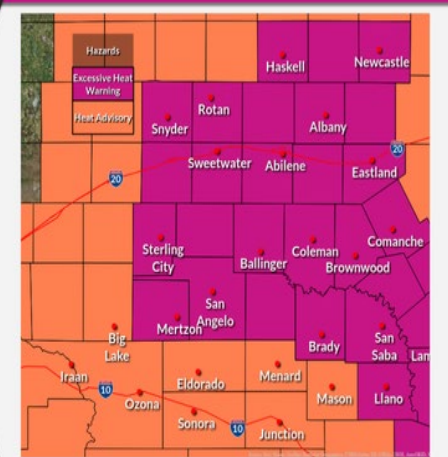 Hazards
Excessive Heat
Warning
Heat Advisory
Haskell
Newcastle
Rotan
Snyder
Albany
Sweetwater
Abilene
Eastland
20
20
Sterling
City
Ballinger
Coleman
Brownwood
Comanche
San
Angelo
Mertzon
Big
Lake
Brady
San
Saba
Lam
Iraan
10
Ozona
Eldorado
Menard
Mason
Llano
Sonora
10
Junction